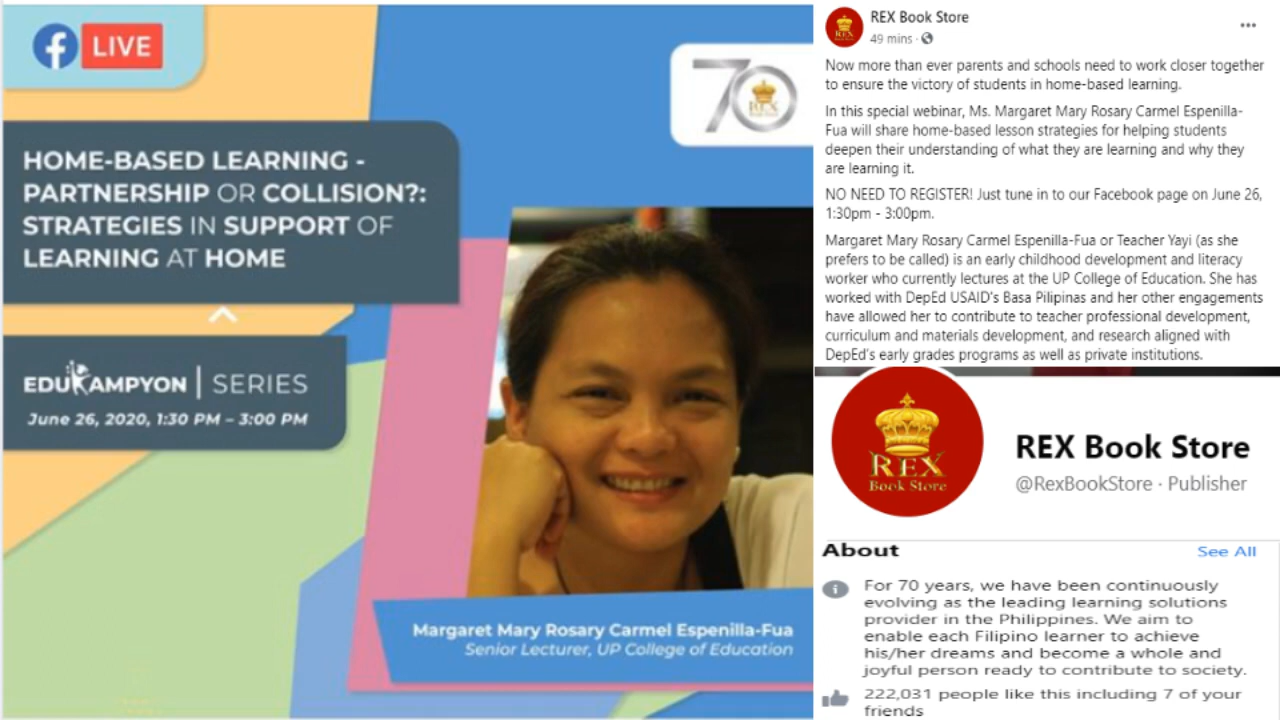 LIVE
70
REX
HOME-BASED LEARNING -
PARTNERSHIP OR COLLISION?:
STRATEGIES IN SUPPORT OF
LEARNING AT HOME
EDUKAMPYON | SERIES
June 26, 2020, 1:30 PM – 3:00 PM
Margaret Mary Rosary Carmel Espenilla-Fua
Senior Lecturer, UP College of Education
REX
REX Book Store
49 mins ·
Now more than ever parents and schools need to work closer together
to ensure the victory of students in home-based learning.
In this special webinar, Ms. Margaret Mary Rosary Carmel Espenilla-
Fua will share home-based lesson strategies for helping students
deepen their understanding of what they are learning and why they
are learning it.
NO NEED TO REGISTER! Just tune in to our Facebook page on June 26,
1:30pm - 3:00pm.
Margaret Mary Rosary Carmel Espenilla-Fua or Teacher Yayi (as she
prefers to be called) is an early childhood development and literacy
worker who currently lectures at the UP College of Education. She has
worked with DepEd USAID's Basa Pilipinas and her other engagements
have allowed her to contribute to teacher professional development,
curriculum and materials development, and research aligned with
DepEd's early grades programs as well as private institutions.
REX
Book Store
REX Book Store
@RexBookStore · Publisher
About
See All
For 70 years, we have been continuously
evolving as the leading learning solutions
provider in the Philippines. We aim to
enable each Filipino learner to achieve
his/her dreams and become a whole and
joyful person ready to contribute to society.
222,031 people like this including 7 of your
friends